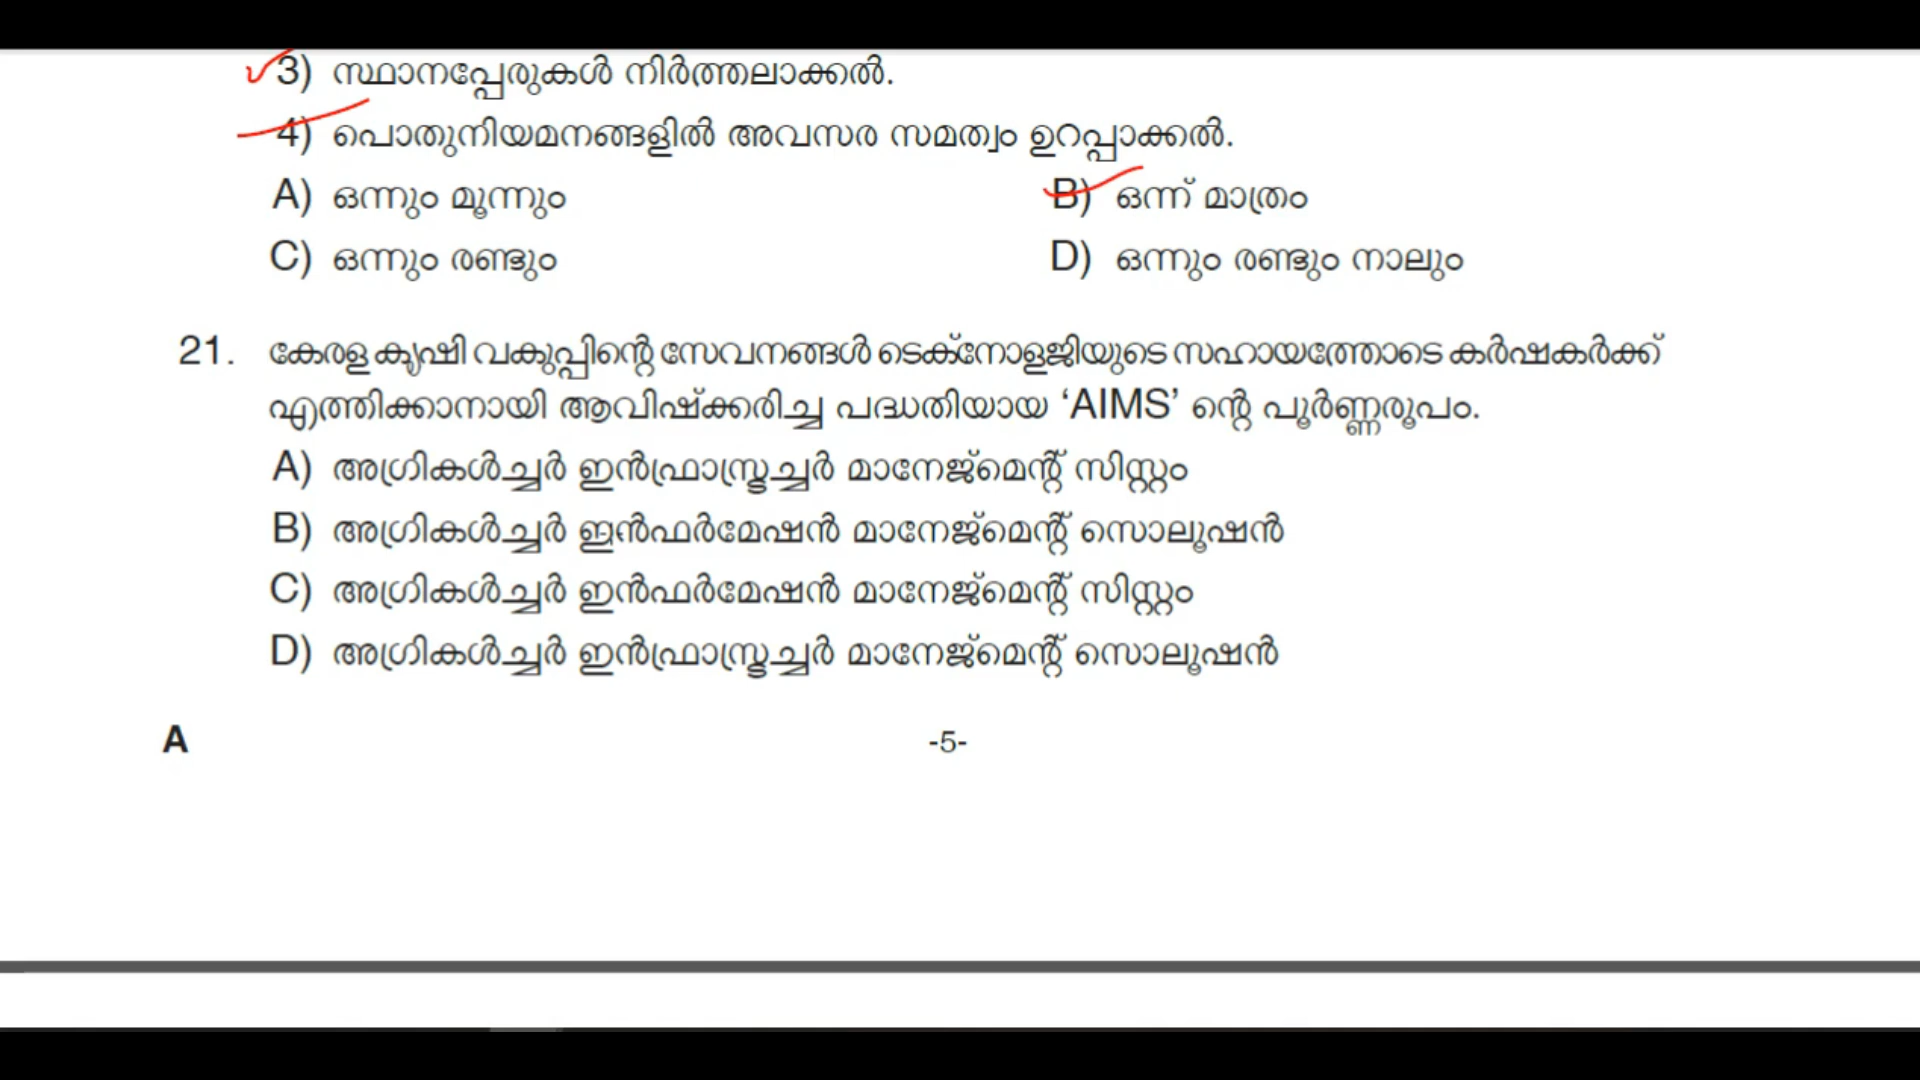 3) സ്ഥാനപ്പേരുകൾ നിർത്തലാക്കൽ.
4) പൊതുനിയമനങ്ങളിൽ അവസര സമത്വം ഉറപ്പാക്കൽ.
A) ഒന്നും മൂന്നും B) ഒന്ന് മാത്രം
C) ഒന്നും രണ്ടും D) ഒന്നും രണ്ടും നാലും
21. കേരള കൃഷി വകുപ്പിന്റെ സേവനങ്ങൾ ടെക്നോളജിയുടെ സഹായത്തോടെ കർഷകർക്ക്
എത്തിക്കാനായി ആവിഷ്ക്കരിച്ച പദ്ധതിയായ ‘AIMS’ ന്റെ പൂർണ്ണരൂപം.
A) അഗ്രികൾച്ചർ ഇൻഫ്രാസ്ട്രച്ചർ മാനേജ്മെന്റ് സിസ്റ്റം
B) അഗ്രികൾച്ചർ ഇൻഫർമേഷൻ മാനേജ്മെന്റ് സൊലൂഷൻ
C) അഗ്രികൾച്ചർ ഇൻഫർമേഷൻ മാനേജ്മെന്റ് സിസ്റ്റം
D) അഗ്രികൾച്ചർ ഇൻഫ്രാസ്ട്രച്ചർ മാനേജ്മെന്റ് സൊലൂഷൻ
A -5-